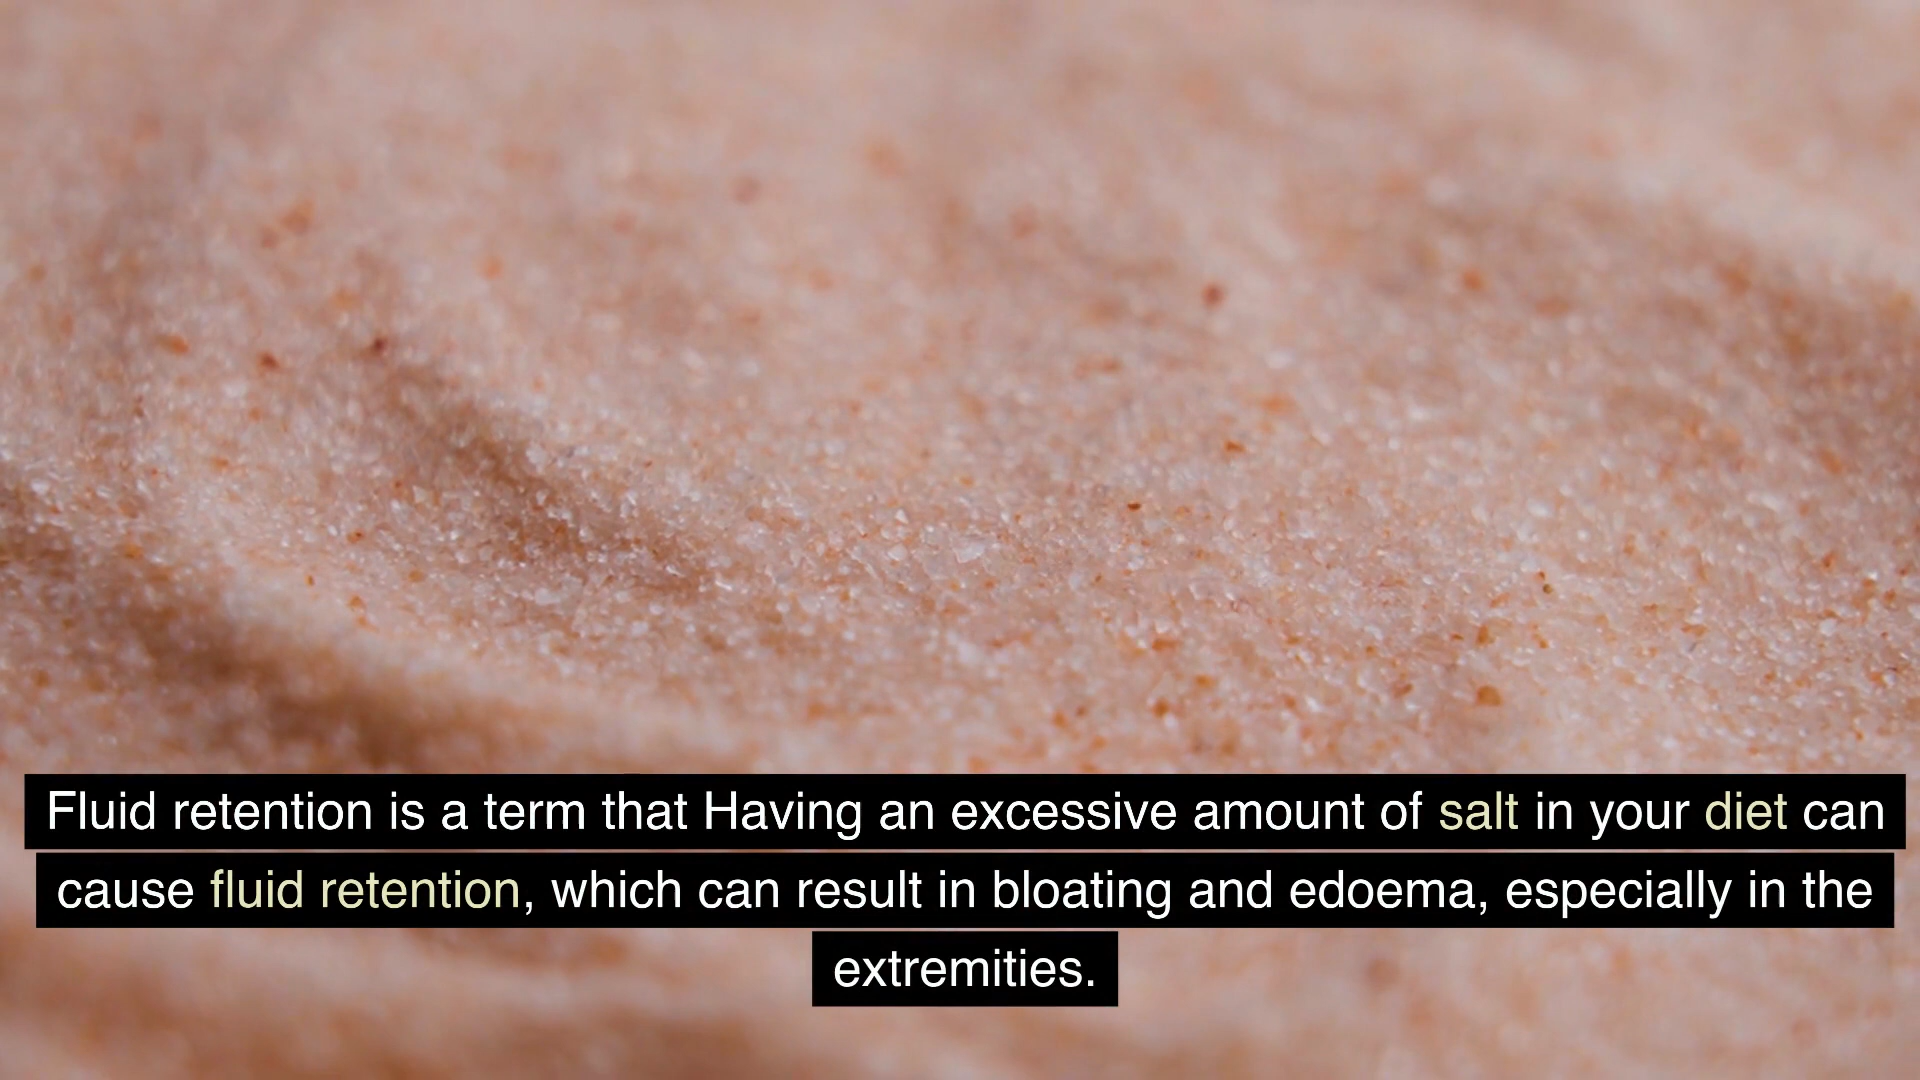 Fluid retention is a term that Having an excessive amount of salt in your diet can
cause fluid retention, which can result in bloating and edoema, especially in the
extremities.